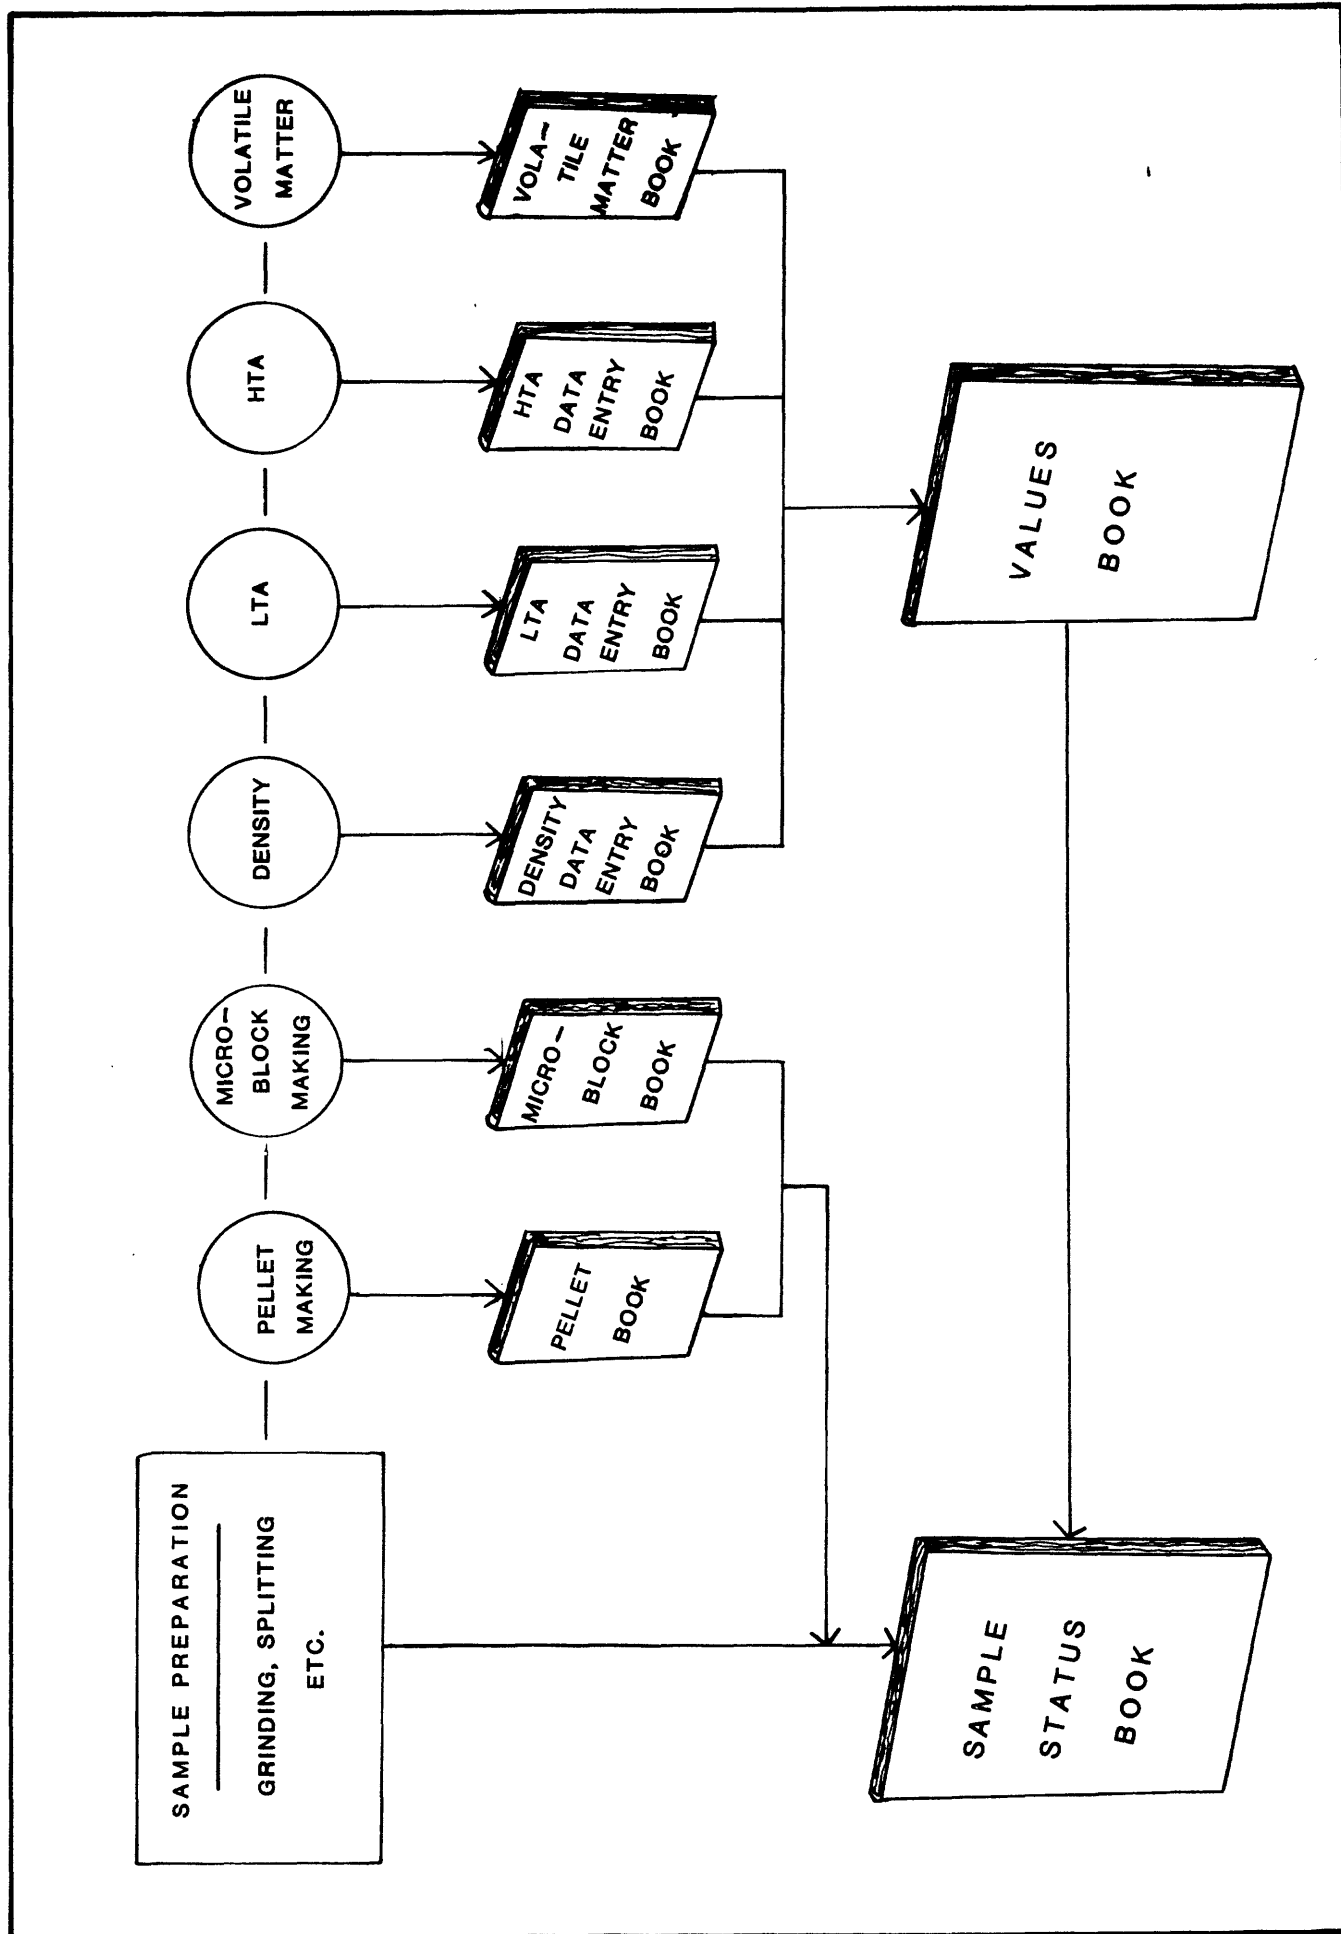 SAMPLE PREPARATION
GRINDING, SPLITTING
ETC.
PELLET
MAKING
MICRO-
BLOCK
MAKING
DENSITY
LTA
HTA
VOLATILE
MATTER
PELLET
BOOK
MICRO-
BLOCK
BOOK
DENSITY
DATA
ENTRY
BOOK
LTA
DATA
ENTRY
BOOK
HTA
DATA
ENTRY
BOOK
VOLA-
TILE
MATTER
BOOK
SAMPLE
STATUS
BOOK
VALUES
BOOK